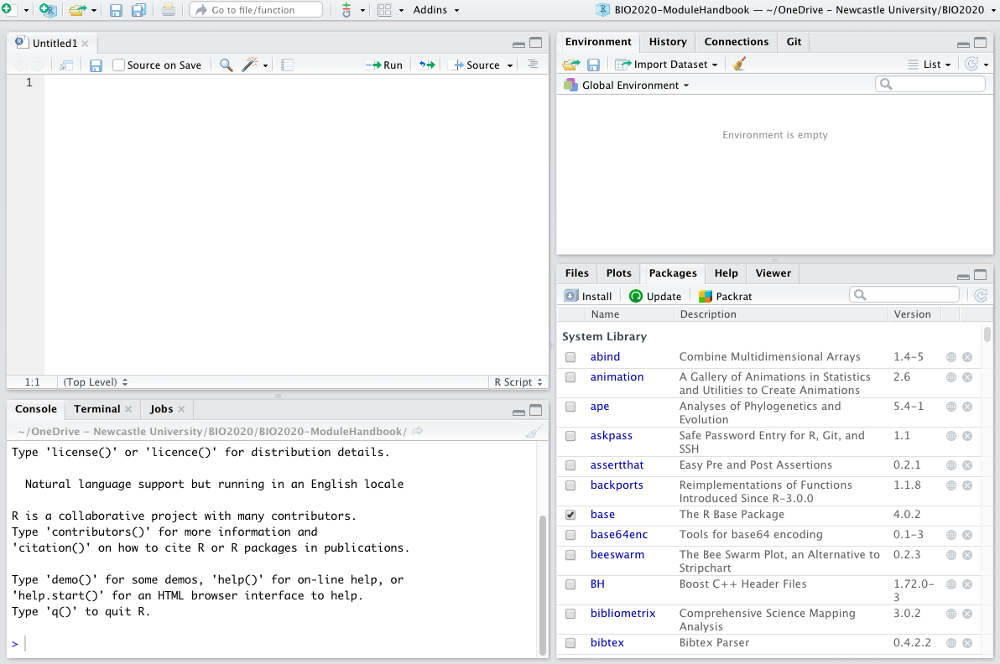 Go to file/function
Addins
BIO2020-ModuleHandbook — ~/OneDrive – Newcastle University/BIO2020
Untitled1
Source on Save
Run
Source
1
1:1
(Top Level)
R Script
Console
Terminal
Jobs
~/OneDrive – Newcastle University/BIO2020/BIO2020-ModuleHandbook/
Type 'license()' or 'licence()' for distribution details.
Natural language support but running in an English locale
R is a collaborative project with many contributors.
Type 'contributors()' for more information and
'citation()' on how to cite R or R packages in publications.
Type 'demo()' for some demos, 'help()' for on-line help, or
'help.start()' for an HTML browser interface to help.
Type 'q()' to quit R.
>
Environment
History
Connections
Git
Import Dataset
List
Global Environment
Environment is empty
Files
Plots
Packages
Help
Viewer
Install
Update
Packrat
Name Description Version
System Library
abind Combine Multidimensional Arrays 1.4-5
animation A Gallery of Animations in Statistics 2.6
and Utilities to Create Animations
ape Analyses of Phylogenetics and 5.4-1
Evolution
askpass Safe Password Entry for R, Git, and 1.1
SSH
assertthat Easy Pre and Post Assertions 0.2.1
backports Reimplementations of Functions 1.1.8
Introduced Since R-3.0.0
base The R Base Package 4.0.2
base64enc Tools for base64 encoding 0.1-3
beeswarm The Bee Swarm Plot, an Alternative to 0.2.3
Stripchart
BH Boost C++ Header Files 1.72.0-
3
bibliometrix Comprehensive Science Mapping 3.0.2
Analysis
bibtex Bibtex Parser 0.4.2.2